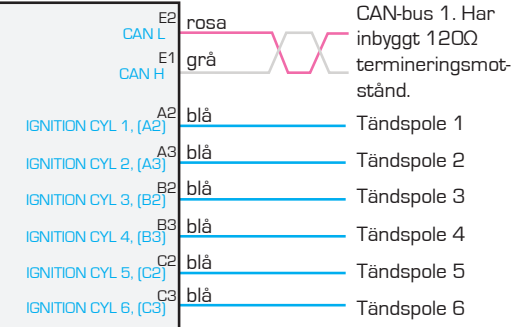 E2 rosa CAN-bus 1. Har
CAN L inbyggt 120Ω
E1 grå termineringsmot-
CAN H stånd.
A2 blå
IGNITION CYL 1, (A2) Tändspole 1
A3 blå
IGNITION CYL 2, (A3) Tändspole 2
B2 blå
IGNITION CYL 3, (B2) Tändspole 3
B3 blå
IGNITION CYL 4, (B3) Tändspole 4
C2 blå
IGNITION CYL 5, (C2) Tändspole 5
C3 blå
IGNITION CYL 6, (C3) Tändspole 6